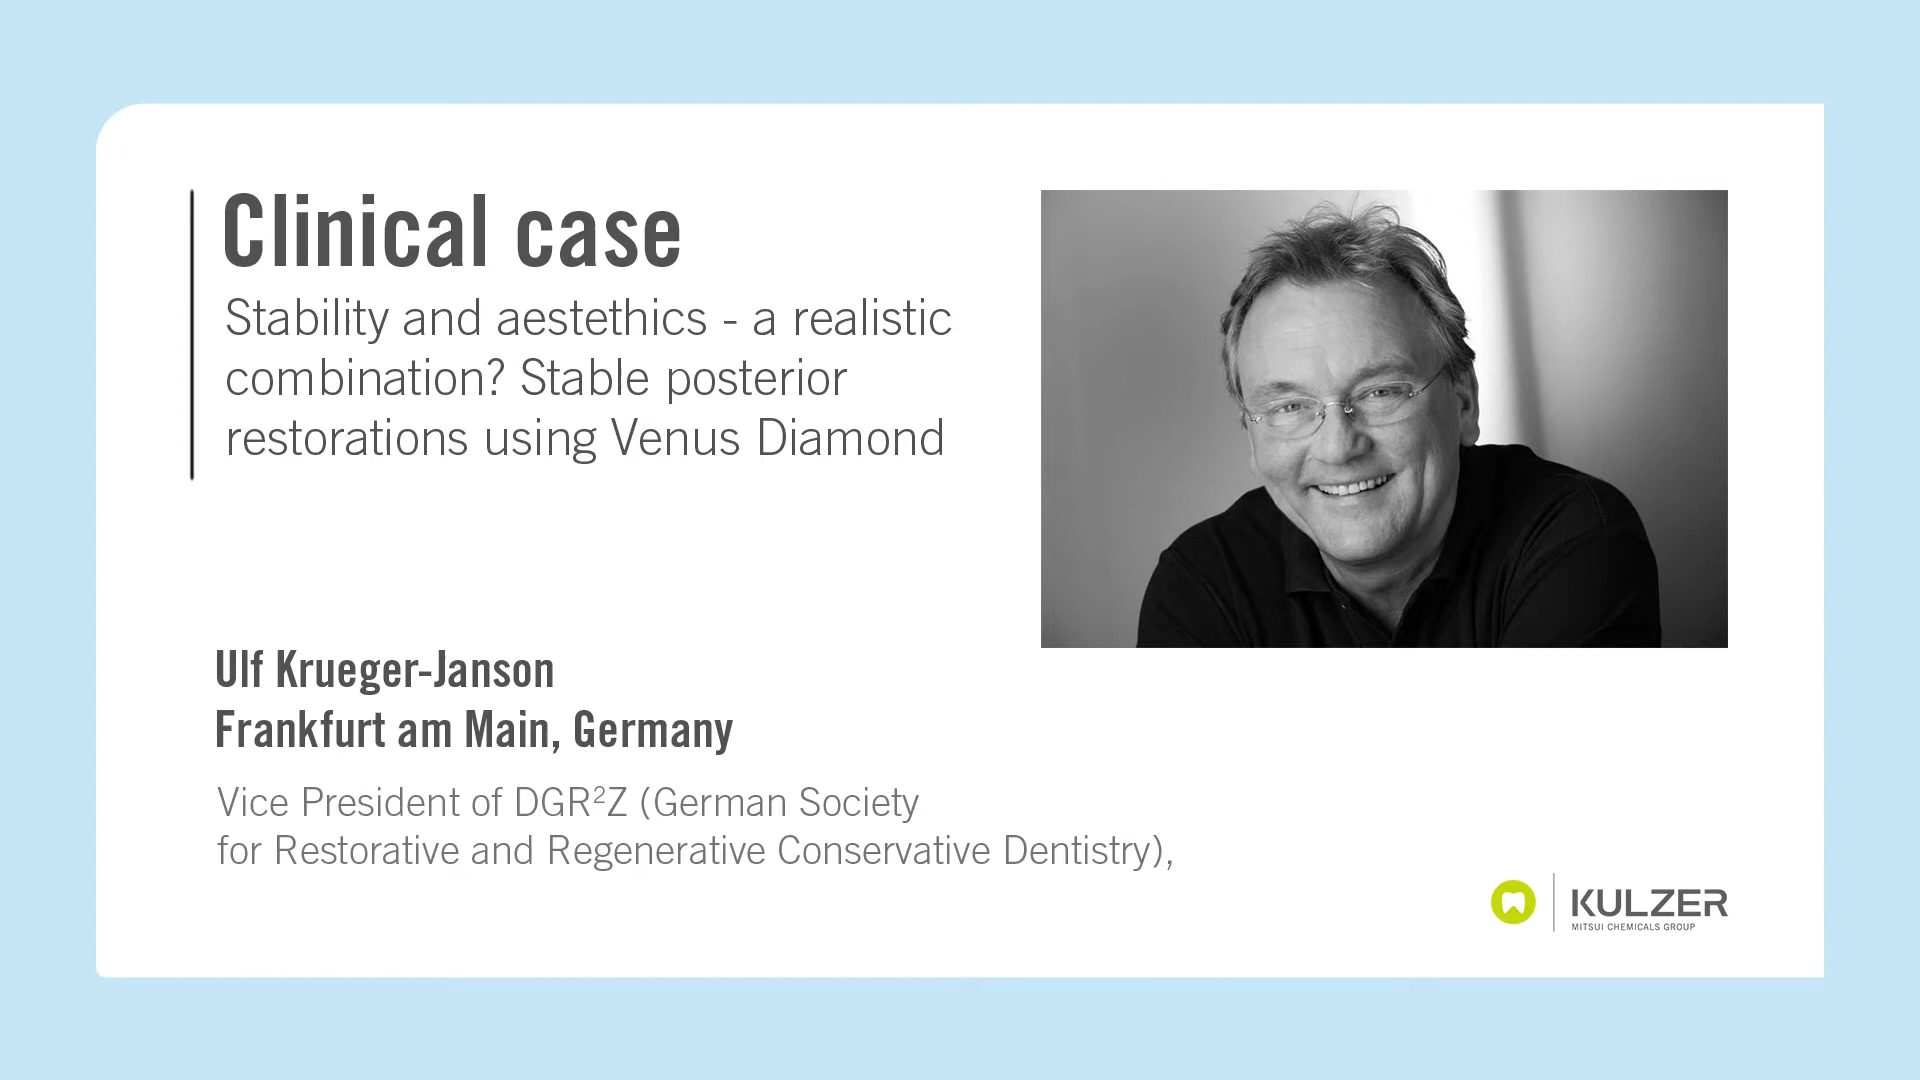 Clinical case
Stability and aestethics - a realistic
combination? Stable posterior
restorations using Venus Diamond
Ulf Krueger-Janson
Frankfurt am Main, Germany
Vice President of DGR²Z (German Society
for Restorative and Regenerative Conservative Dentistry),
KULZER
MITSUI CHEMICALS GROUP